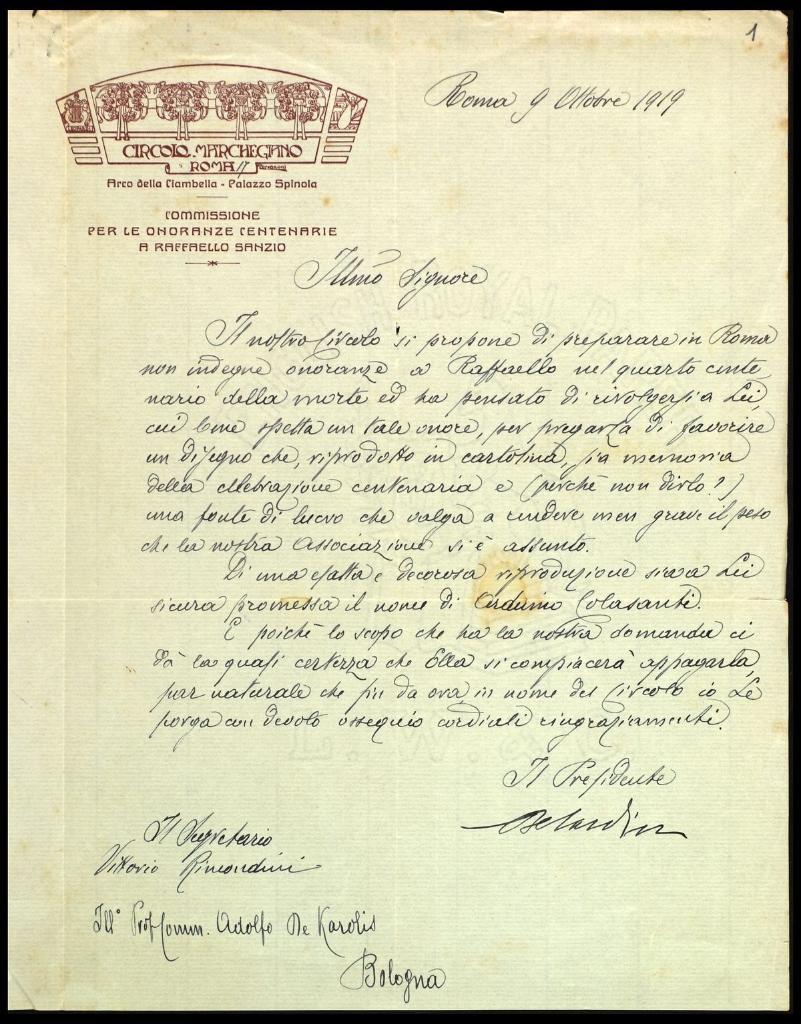 1
Roma 9 Ottobre 1919
CIRCOLO MARCHEGIANO
ROMA 17
Arco della Ciambella - Palazzo Spinola
COMMISSIONE
PER LE ONORANZE CENTENARIE
A RAFFAELLO SANZIO
Illmo Signore
Il nostro Circolo si propone di preparare in Roma
non indegne onoranze a Raffaello nel quarto cente
nario della morte ed ha pensato di rivolgersi a Lei,
cui bene spetta un tale onore, per pregarla di favorire
un disegno che, riprodotto in cartolina, sia memoria
della celebrazione centenaria e (perchè non dirlo?)
una fonte di lucro che valga a rendere men grave il peso
che la nostra Associazione si è assunto.
Di una esatta e decorosa riproduzione sia a Lei
sicura promessa il nome di Arduino Colasanti.
E poichè lo scopo che ha la nostra domanda ci
dà la quasi certezza che Ella si compiacerà appagarla,
par naturale che fin da ora, in nome del Circolo io Le
porga con devoto ossequio cordiali ringraziamenti.
Il Presidente
Il Segretario
Vittorio Rimondini
Ill° Prof Comm. Adolfo De Karolis
Bologna